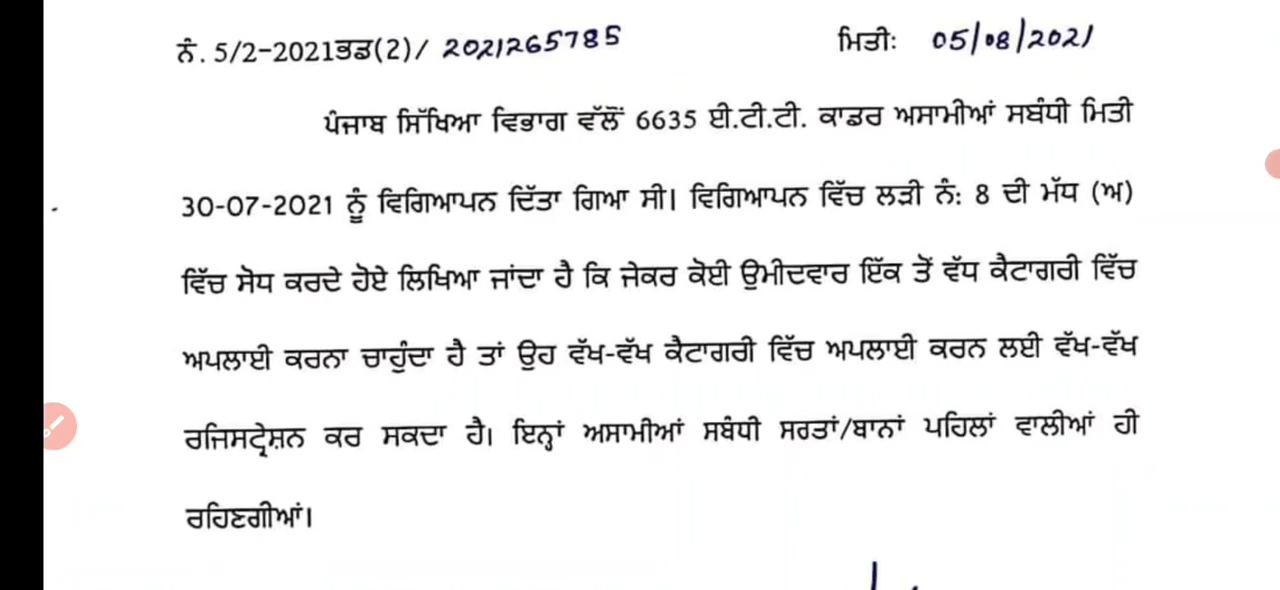 ਨੰ. 5/2-2021ਭਡ(2)/ 2021265785 ਮਿਤੀਃ 05/08/2021
ਪੰਜਾਬ ਸਿੱਖਿਆ ਵਿਭਾਗ ਵੱਲੋਂ 6635 ਈ.ਟੀ.ਟੀ. ਕਾਡਰ ਅਸਾਮੀਆਂ ਸਬੰਧੀ ਮਿਤੀ
30-07-2021 ਨੂੰ ਵਿਗਿਆਪਨ ਦਿੱਤਾ ਗਿਆ ਸੀ। ਵਿਗਿਆਪਨ ਵਿੱਚ ਲੜੀ ਨੰ: 8 ਦੀ ਮੱਧ (ਅ)
ਵਿੱਚ ਸੋਧ ਕਰਦੇ ਹੋਏ ਲਿਖਿਆ ਜਾਂਦਾ ਹੈ ਕਿ ਜੇਕਰ ਕੋਈ ਉਮੀਦਵਾਰ ਇੱਕ ਤੋਂ ਵੱਧ ਕੈਟਾਗਰੀ ਵਿੱਚ
ਅਪਲਾਈ ਕਰਨਾ ਚਾਹੁੰਦਾ ਹੈ ਤਾਂ ਉਹ ਵੱਖ-ਵੱਖ ਕੈਟਾਗਰੀ ਵਿੱਚ ਅਪਲਾਈ ਕਰਨ ਲਈ ਵੱਖ-ਵੱਖ
ਰਜਿਸਟ੍ਰੇਸ਼ਨ ਕਰ ਸਕਦਾ ਹੈ। ਇਨ੍ਹਾਂ ਅਸਾਮੀਆਂ ਸਬੰਧੀ ਸਰਤਾਂ/ਬਾਨਾਂ ਪਹਿਲਾਂ ਵਾਲੀਆਂ ਹੀ
ਰਹਿਣਗੀਆਂ।